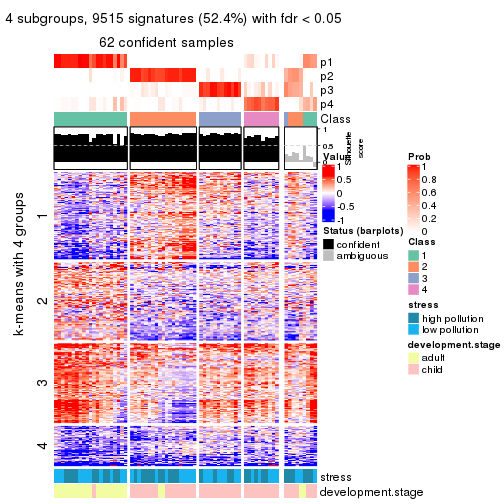 4 subgroups, 9515 signatures (52.4%) with fdr < 0.05
62 confident samples
p1
p2
p3
p4
Class
1
0.5
0
Silhouette
score
k-means with 4 groups
1
2
3
4
stress
development.stage
Value
1
0.5
0
-0.5
-1
Status (barplots)
confident
ambiguous
Prob
1
0.8
0.6
0.4
0.2
0
Class
1
2
3
4
stress
high pollution
low pollution
development.stage
adult
child